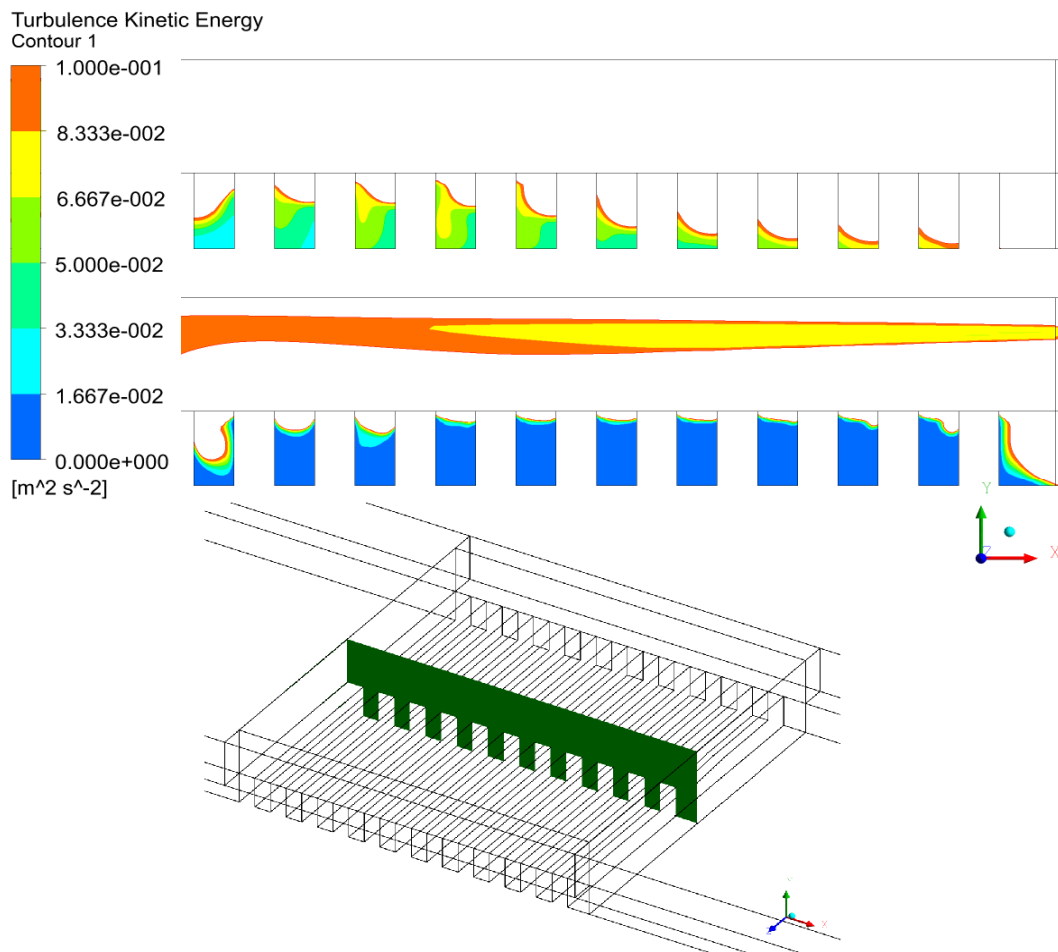 Turbulence Kinetic Energy
Contour 1
1.000e-001
8.333e-002
6.667e-002
5.000e-002
3.333e-002
1.667e-002
0.000e+000
[m^2 s^-2]
Y
Z
X
X
Z